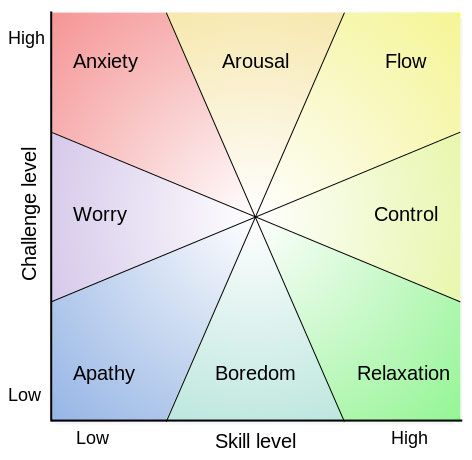 High
Anxiety
Arousal
Flow
Challenge level
Worry
Control
Apathy
Boredom
Relaxation
Low
Low
Skill level
High